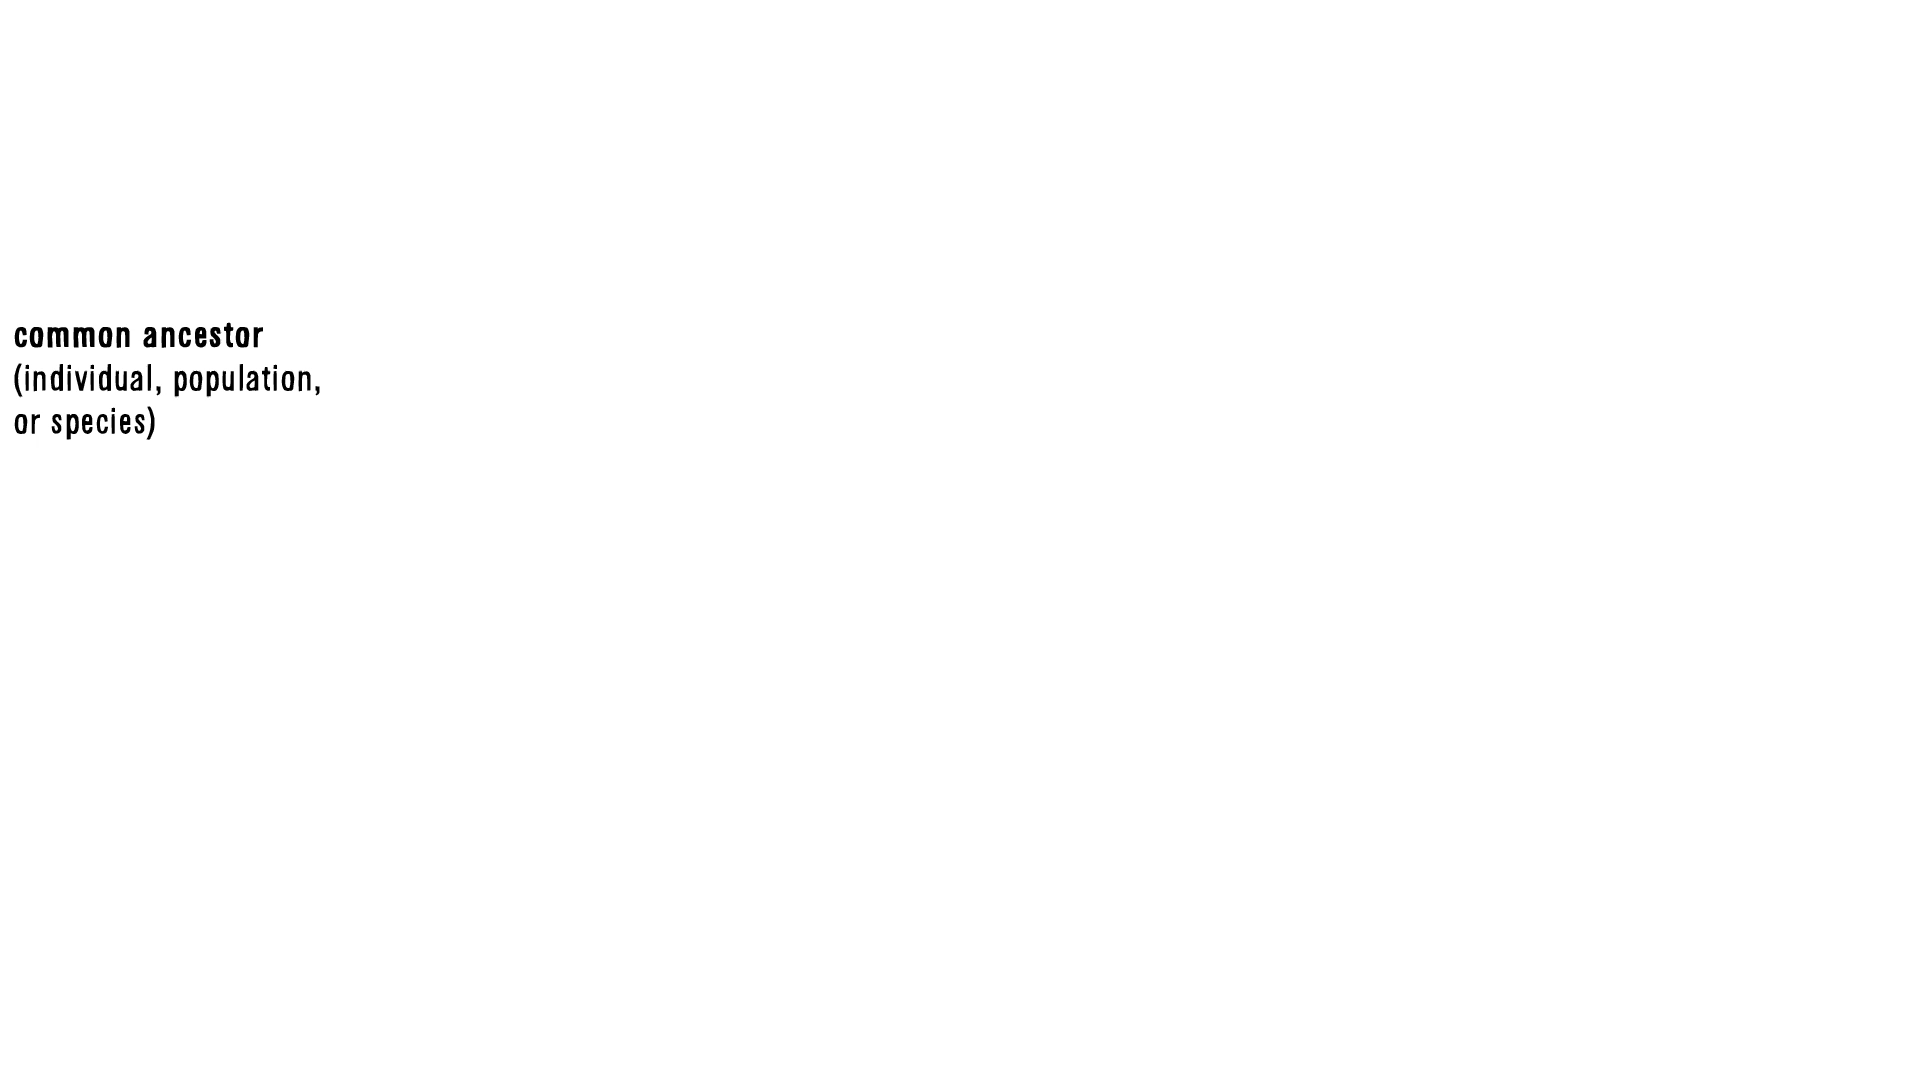 common ancestor
(individual, population,
or species)